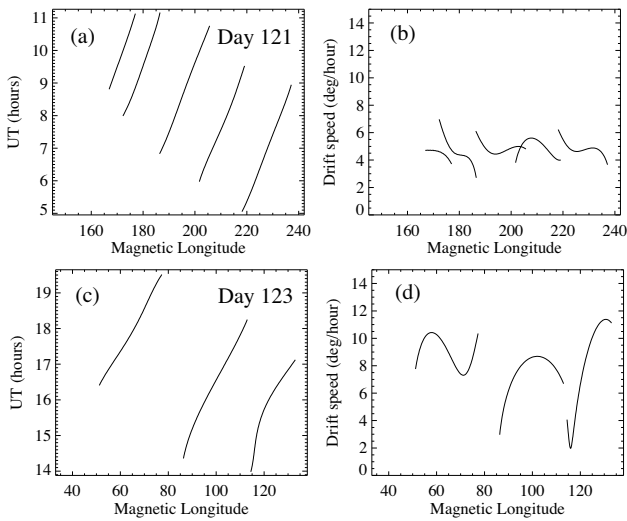 (a)
Day 121
11
10
9
8
7
6
5
UT (hours)
160 180 200 220 240
Magnetic Longitude
(b)
14
12
10
8
6
4
2
0
Drift speed (deg/hour)
160 180 200 220 240
Magnetic Longitude
(c)
Day 123
19
18
17
16
15
14
UT (hours)
40 60 80 100 120
Magnetic Longitude
(d)
14
12
10
8
6
4
2
0
Drift speed (deg/hour)
40 60 80 100 120
Magnetic Longitude